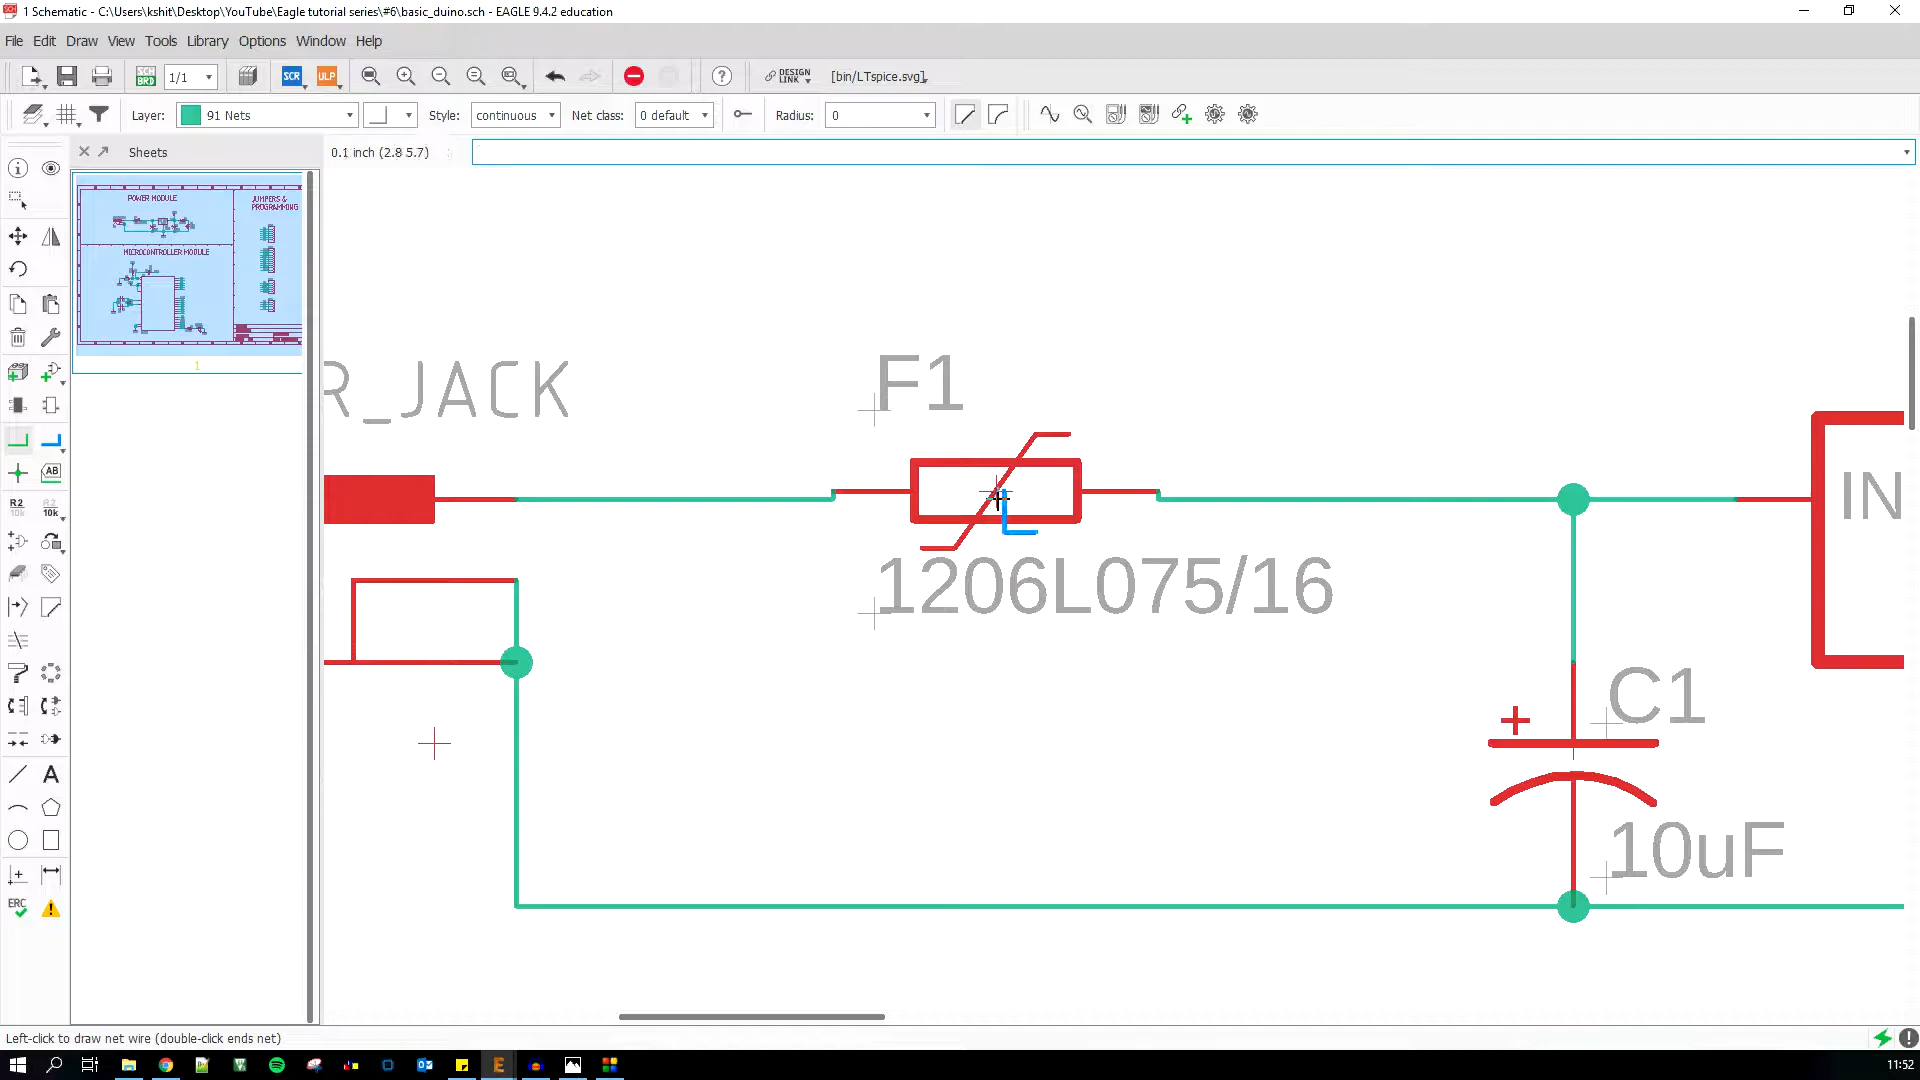 1 Schematic - C:\Users\kshit\Desktop\YouTube\Eagle tutorial series\#6\basic_duino.sch - EAGLE 9.4.2 education
File Edit Draw View Tools Library Options Window Help
SCH BRD 1/1 SCR ULP DESIGN LINK [bin/LTspice.svg]
Layer: 91 Nets Style: continuous Net class: 0 default Radius: 0
Sheets
0.1 inch (2.8 5.7)
POWER MODULE
JUMPERS &
PROGRAMMING
MICROCONTROLLER MODULE
1
R_JACK
F1
1206L075/16
IN
C1
10uF
AB
R2
10k
R2
10k
A
ERC
Left-click to draw net wire (double-click ends net)
11:52